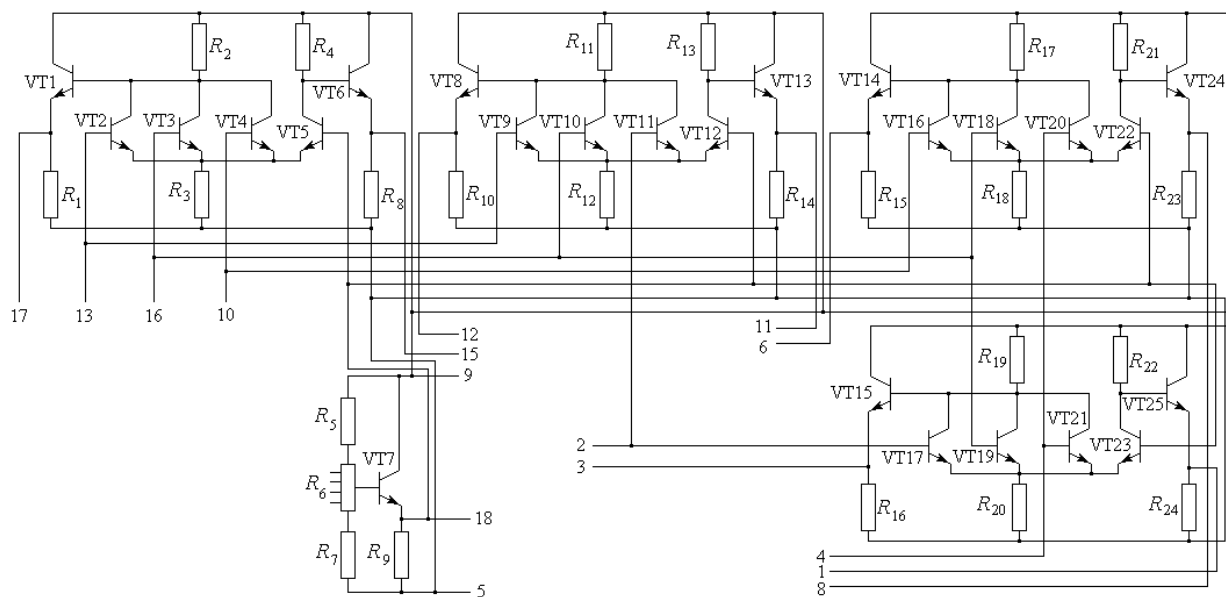 R2 R4 R11 R13 R17 R21
VT1 VT6 VT8 VT13 VT14 VT24
VT2 VT3 VT4 VT5 VT9 VT10 VT11 VT12 VT16 VT18 VT20 VT22
R1 R3 R8 R10 R12 R14 R15 R18 R23
17 13 16 10
12 11
15 6
9
R19 R22
VT15 VT25
R5
VT21
2 VT17 VT19 VT23
3
VT7
R6
R16 R20 R24
18
R7 R9
4
1
5 8